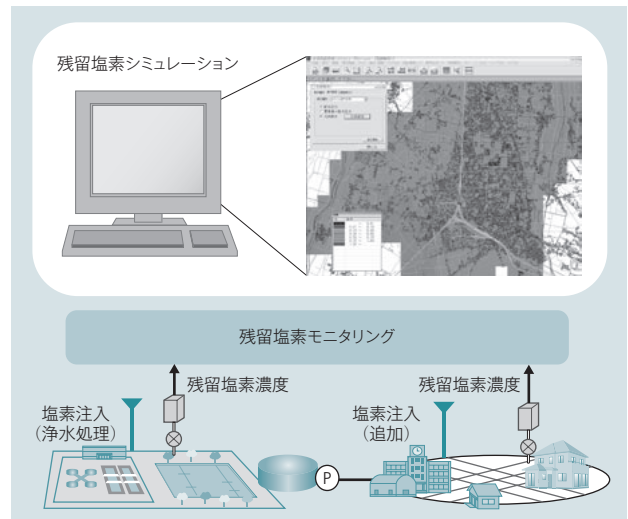 残留塩素シミュレーション
残留塩素モニタリング
残留塩素濃度
残留塩素濃度
塩素注入
(浄水処理)
塩素注入
(追加)
P